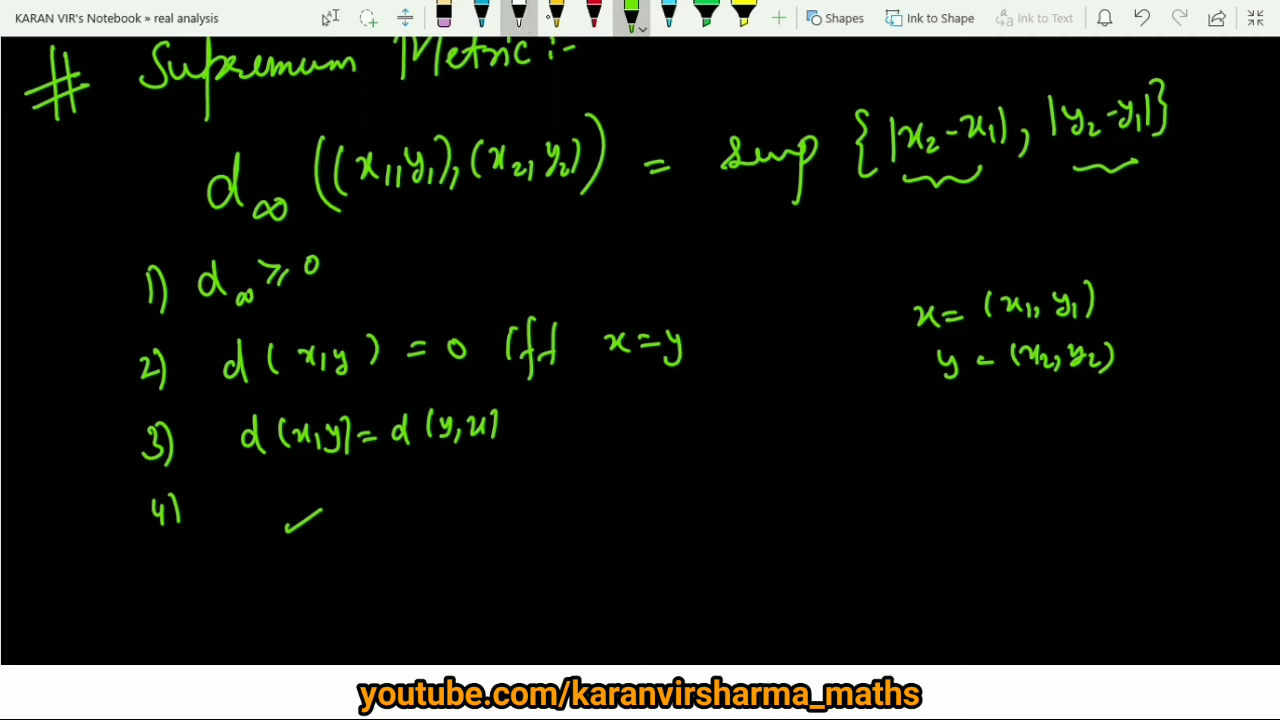 KARAN VIR's Notebook » real analysis
Shapes
Ink to Shape
Ink to Text
# Supremum Metric :-
d∞ ((x1, y1), (x2, y2)) = sup {|x2 - x1|, |y2 - y1|}
1) d∞ ≥ 0
2) d(x, y) = 0 iff x = y
x = (x1, y1)
y = (x2, y2)
3) d(x, y) = d(y, x)
4) ✓
youtube.com/karanvirsharma_maths